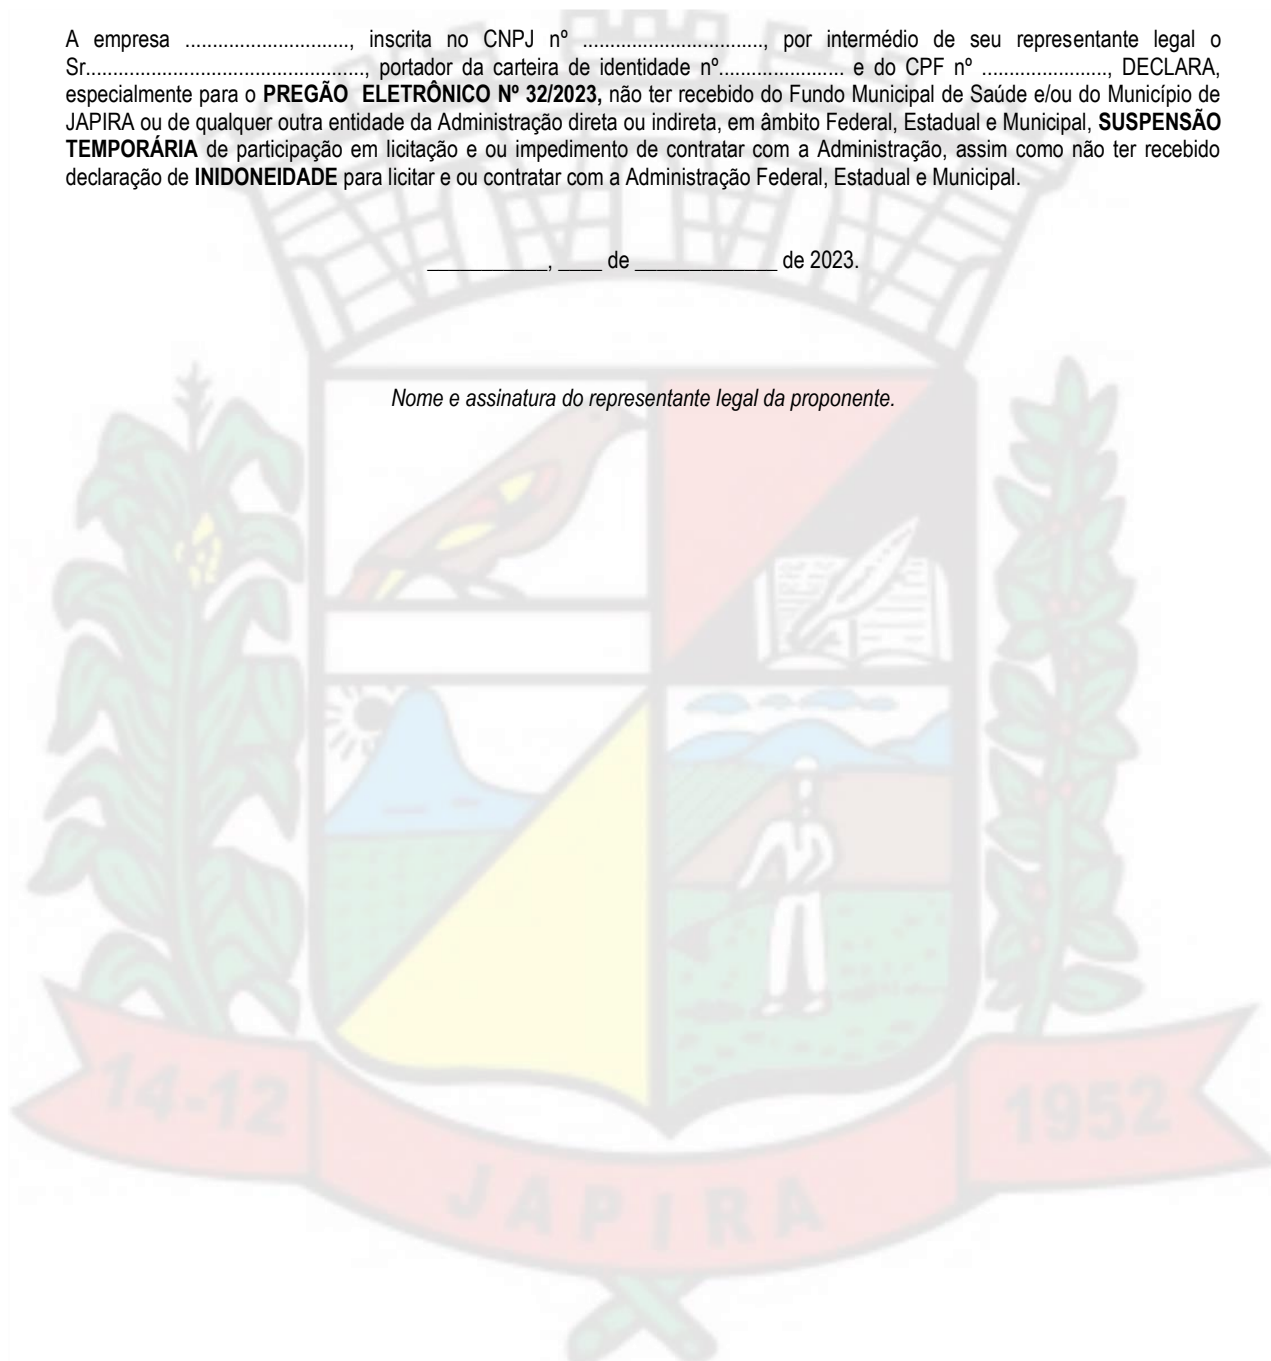 A empresa .............................., inscrita no CNPJ nº ................................., por intermédio de seu representante legal o
Sr..................................................., portador da carteira de identidade nº....................... e do CPF nº ......................., DECLARA,
especialmente para o PREGÃO ELETRÔNICO Nº 32/2023, não ter recebido do Fundo Municipal de Saúde e/ou do Município de
JAPIRA ou de qualquer outra entidade da Administração direta ou indireta, em âmbito Federal, Estadual e Municipal, SUSPENSÃO
TEMPORÁRIA de participação em licitação e ou impedimento de contratar com a Administração, assim como não ter recebido
declaração de INIDONEIDADE para licitar e ou contratar com a Administração Federal, Estadual e Municipal.
___________, ____ de _____________ de 2023.
Nome e assinatura do representante legal da proponente.
14-12
1952
JAPIRA